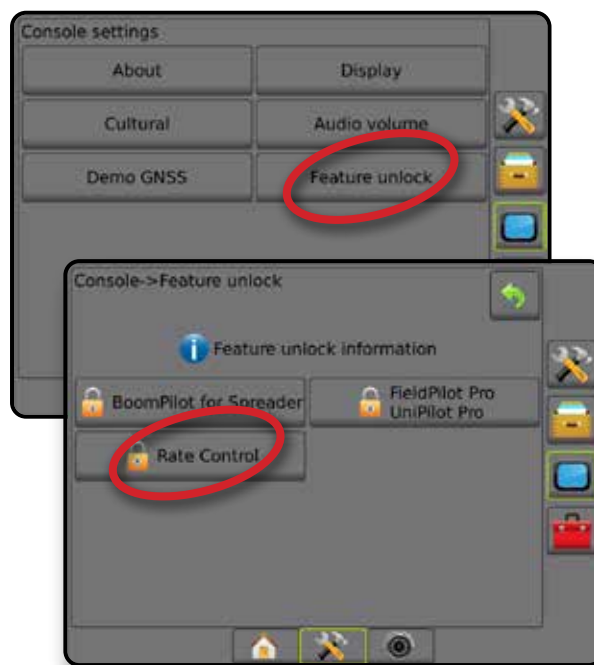 Console settings
About
Display
Cultural
Audio volume
Demo GNSS
Feature unlock
Console->Feature unlock
Feature unlock information
BoomPilot for Spreader
FieldPilot Pro
UniPilot Pro
Rate Control